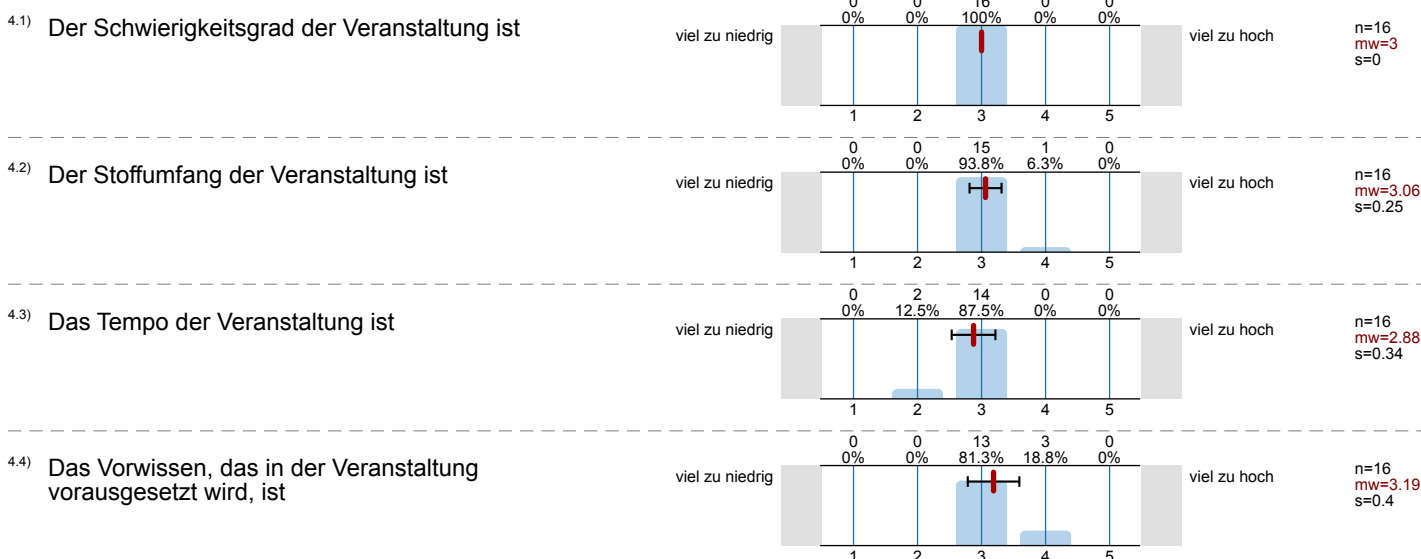 4.1) Der Schwierigkeitsgrad der Veranstaltung ist
viel zu niedrig
0 0 16 0 0
0% 0% 100% 0% 0%
1 2 3 4 5
viel zu hoch
n=16
mw=3
s=0
4.2) Der Stoffumfang der Veranstaltung ist
viel zu niedrig
0 0 15 1 0
0% 0% 93.8% 6.3% 0%
1 2 3 4 5
viel zu hoch
n=16
mw=3.06
s=0.25
4.3) Das Tempo der Veranstaltung ist
viel zu niedrig
0 2 14 0 0
0% 12.5% 87.5% 0% 0%
1 2 3 4 5
viel zu hoch
n=16
mw=2.88
s=0.34
4.4) Das Vorwissen, das in der Veranstaltung
vorausgesetzt wird, ist
viel zu niedrig
0 0 13 3 0
0% 0% 81.3% 18.8% 0%
1 2 3 4 5
viel zu hoch
n=16
mw=3.19
s=0.4